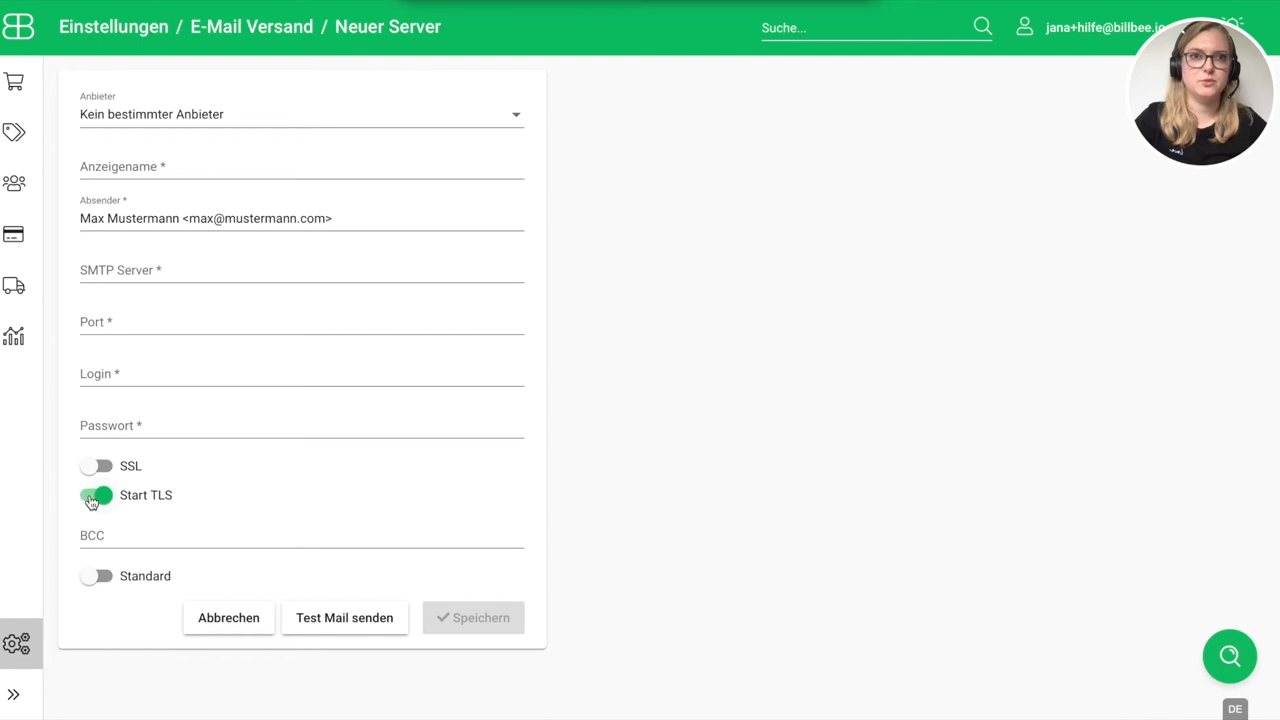 Einstellungen / E-Mail Versand / Neuer Server
Suche...
jana+hilfe@billbee.io
Anbieter
Kein bestimmter Anbieter
Anzeigename *
Absender *
Max Mustermann <max@mustermann.com>
SMTP Server *
Port *
Login *
Passwort *
SSL
Start TLS
BCC
Standard
Abbrechen
Test Mail senden
Speichern
DE